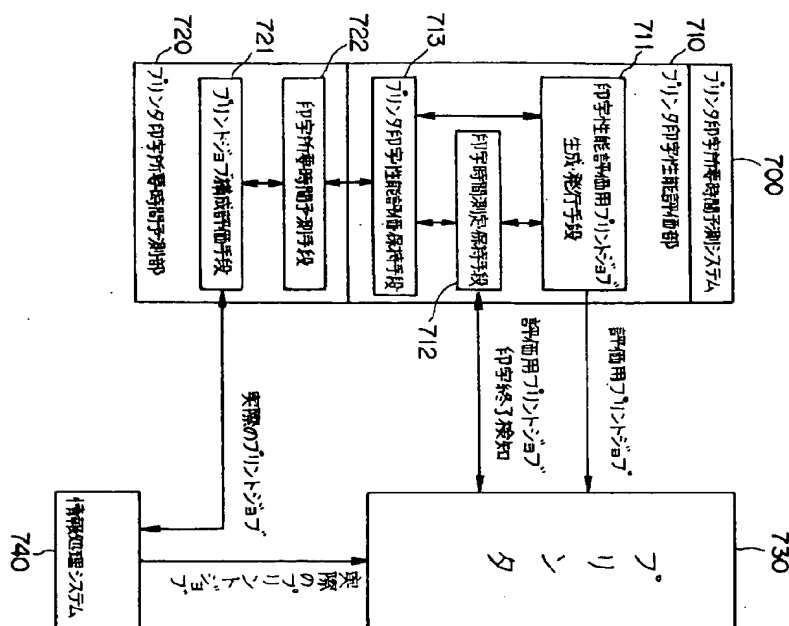 700
プリンタ印字所要時間予測システム
710
プリンタ印字性能評価部
711
印字性能評価用プリントジョブ
生成・発行手段
712
印字時間測定・保持手段
713
プリンタ印字性能評価・保持手段
722
印字所要時間予測手段
721
プリントジョブ構成評価手段
720
プリンタ印字所要時間予測部
評価用プリントジョブ
評価用プリントジョブ
印字終了検知
実際のプリントジョブ
730
プリンタ
実際
のプリントジョブ
740
情報処理システム